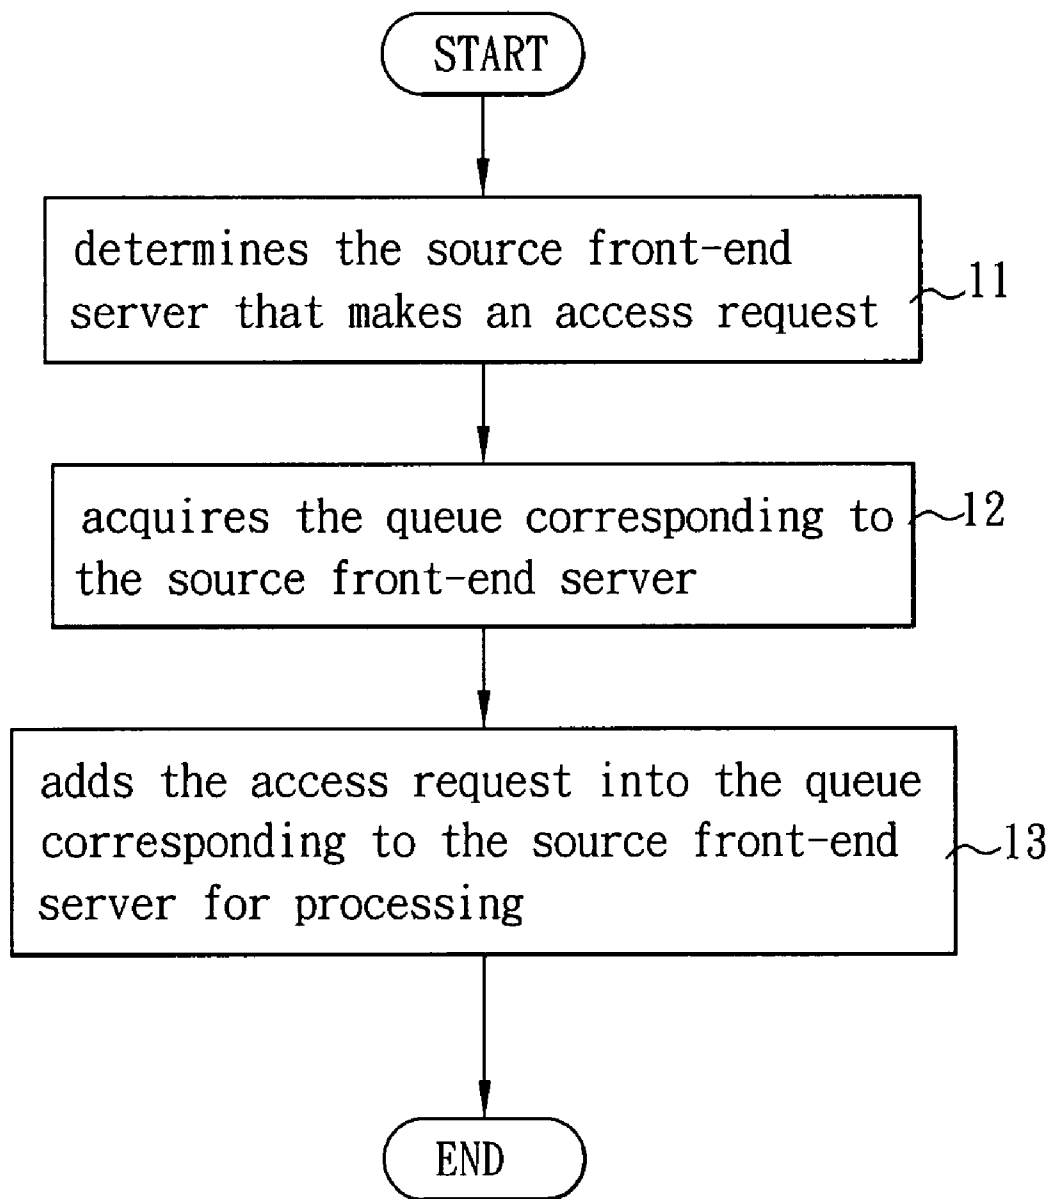 START
determines the source front-end
server that makes an access request
11
acquires the queue corresponding to
the source front-end server
12
adds the access request into the queue
corresponding to the source front-end
server for processing
13
END